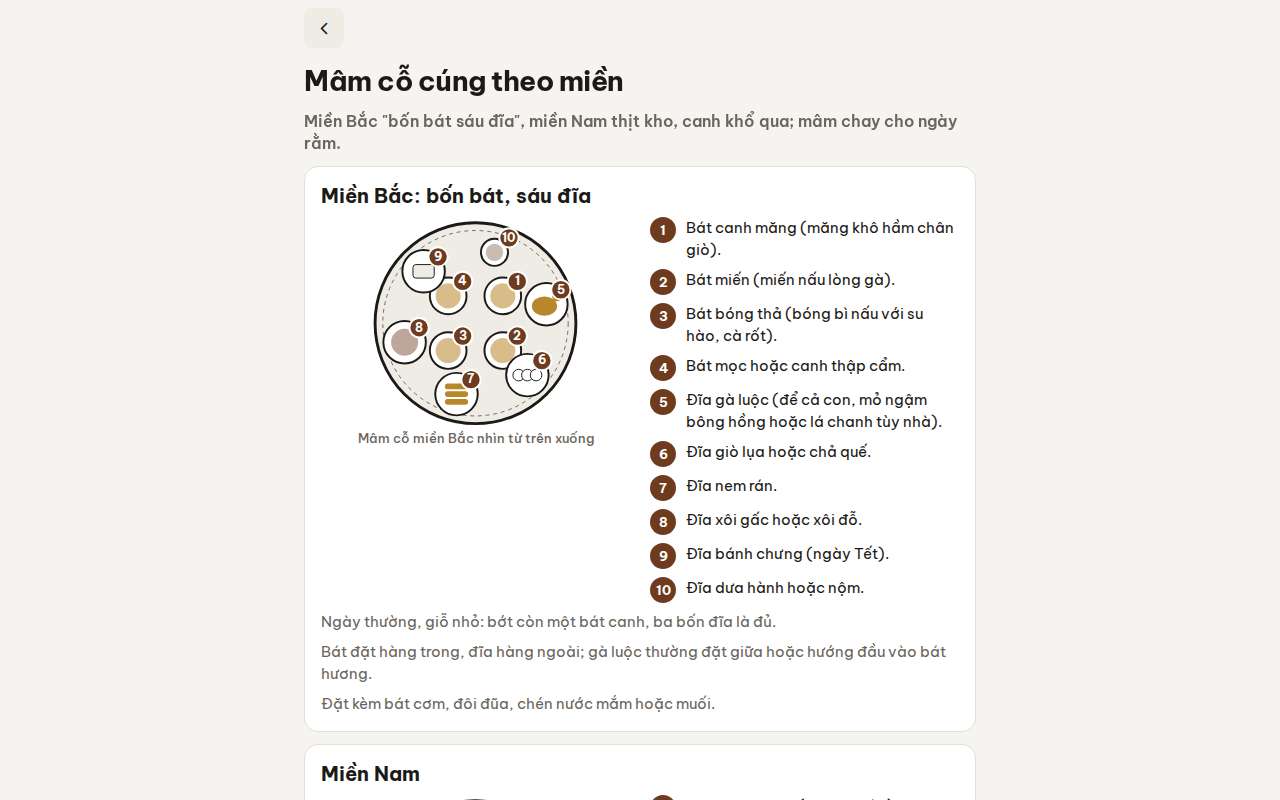 Mâm cỗ cúng theo miền
Miền Bắc "bốn bát sáu đĩa", miền Nam thịt kho, canh khổ qua; mâm chay cho ngày
rằm.
Miền Bắc: bốn bát, sáu đĩa
10
9
4
1
5
8
3
2
6
7
Mâm cỗ miền Bắc nhìn từ trên xuống
1 Bát canh măng (măng khô hầm chân
giò).
2 Bát miến (miến nấu lòng gà).
3 Bát bóng thả (bóng bì nấu với su
hào, cà rốt).
4 Bát mọc hoặc canh thập cẩm.
5 Đĩa gà luộc (để cả con, mỏ ngậm
bông hồng hoặc lá chanh tùy nhà).
6 Đĩa giò lụa hoặc chả quế.
7 Đĩa nem rán.
8 Đĩa xôi gấc hoặc xôi đỗ.
9 Đĩa bánh chưng (ngày Tết).
10 Đĩa dưa hành hoặc nộm.
Ngày thường, giỗ nhỏ: bớt còn một bát canh, ba bốn đĩa là đủ.
Bát đặt hàng trong, đĩa hàng ngoài; gà luộc thường đặt giữa hoặc hướng đầu vào bát
hương.
Đặt kèm bát cơm, đôi đũa, chén nước mắm hoặc muối.
Miền Nam